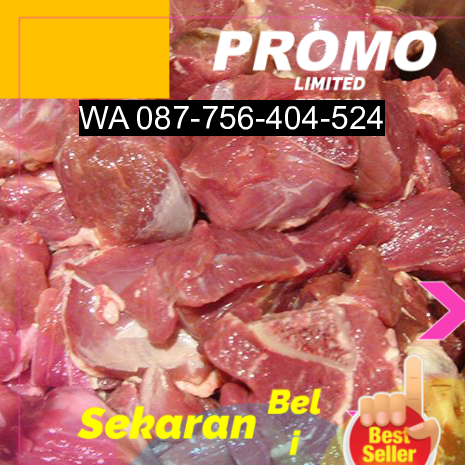 PROMO
LIMITED
WA 087-756-404-524
Sekaran
Bel
i
Best
Seller